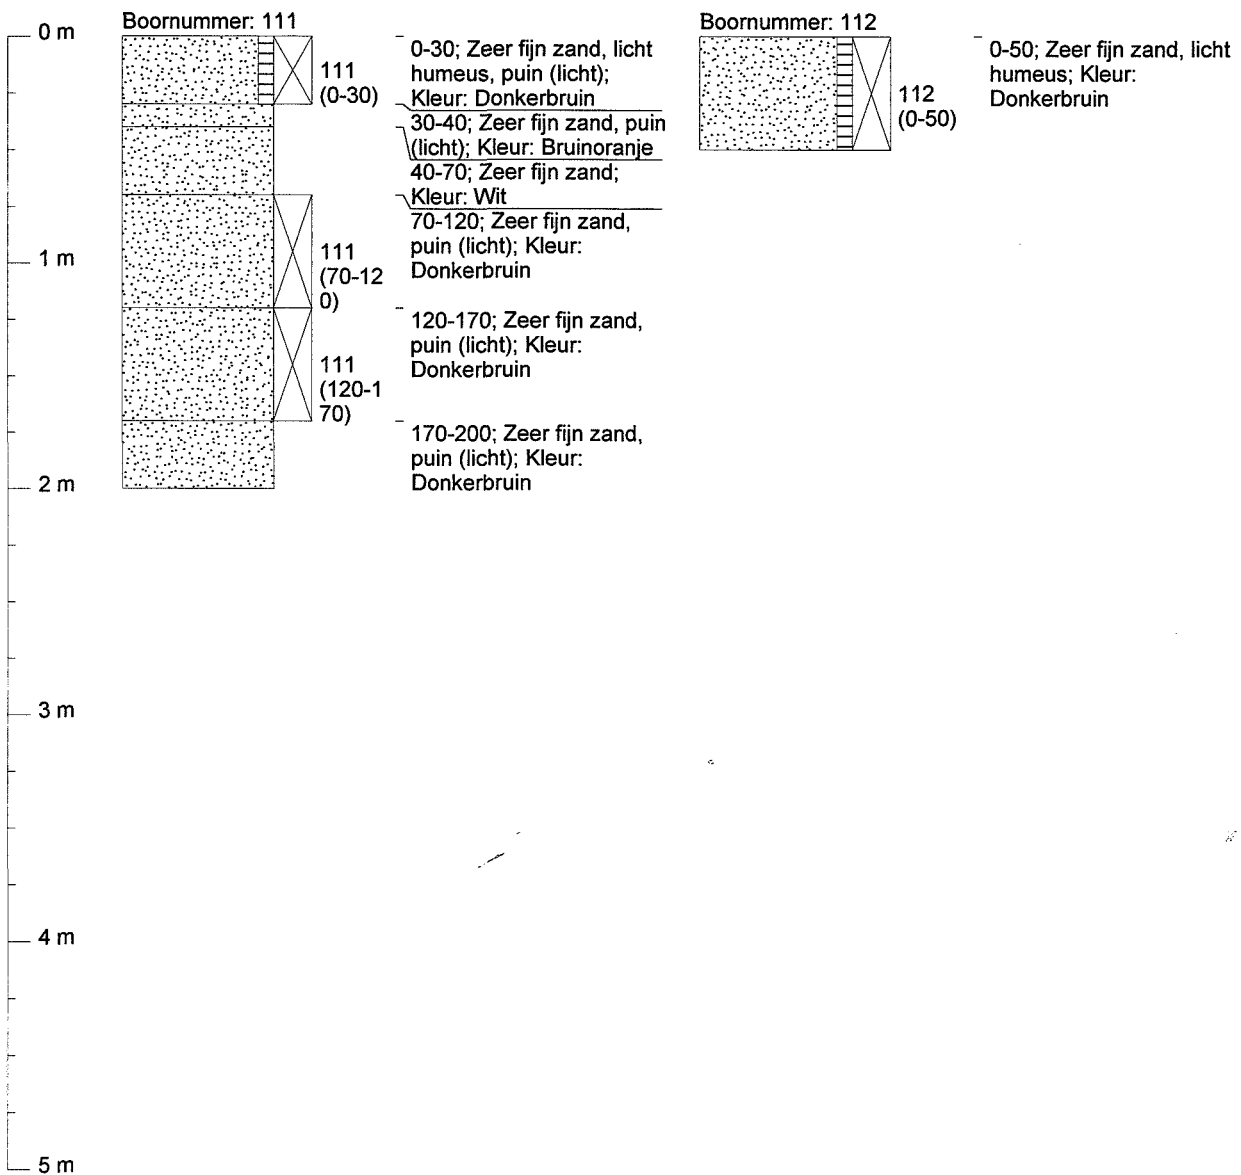 Boornummer: 111
0 m
111
(0-30)
0-30; Zeer fijn zand, licht
humeus, puin (licht);
Kleur: Donkerbruin
30-40; Zeer fijn zand, puin
(licht); Kleur: Bruinoranje
40-70; Zeer fijn zand;
Kleur: Wit
111
(70-12
0)
70-120; Zeer fijn zand,
puin (licht); Kleur:
Donkerbruin
1 m
111
(120-1
70)
120-170; Zeer fijn zand,
puin (licht); Kleur:
Donkerbruin
170-200; Zeer fijn zand,
puin (licht); Kleur:
Donkerbruin
2 m
3 m
4 m
5 m
Boornummer: 112
112
(0-50)
0-50; Zeer fijn zand, licht
humeus; Kleur:
Donkerbruin